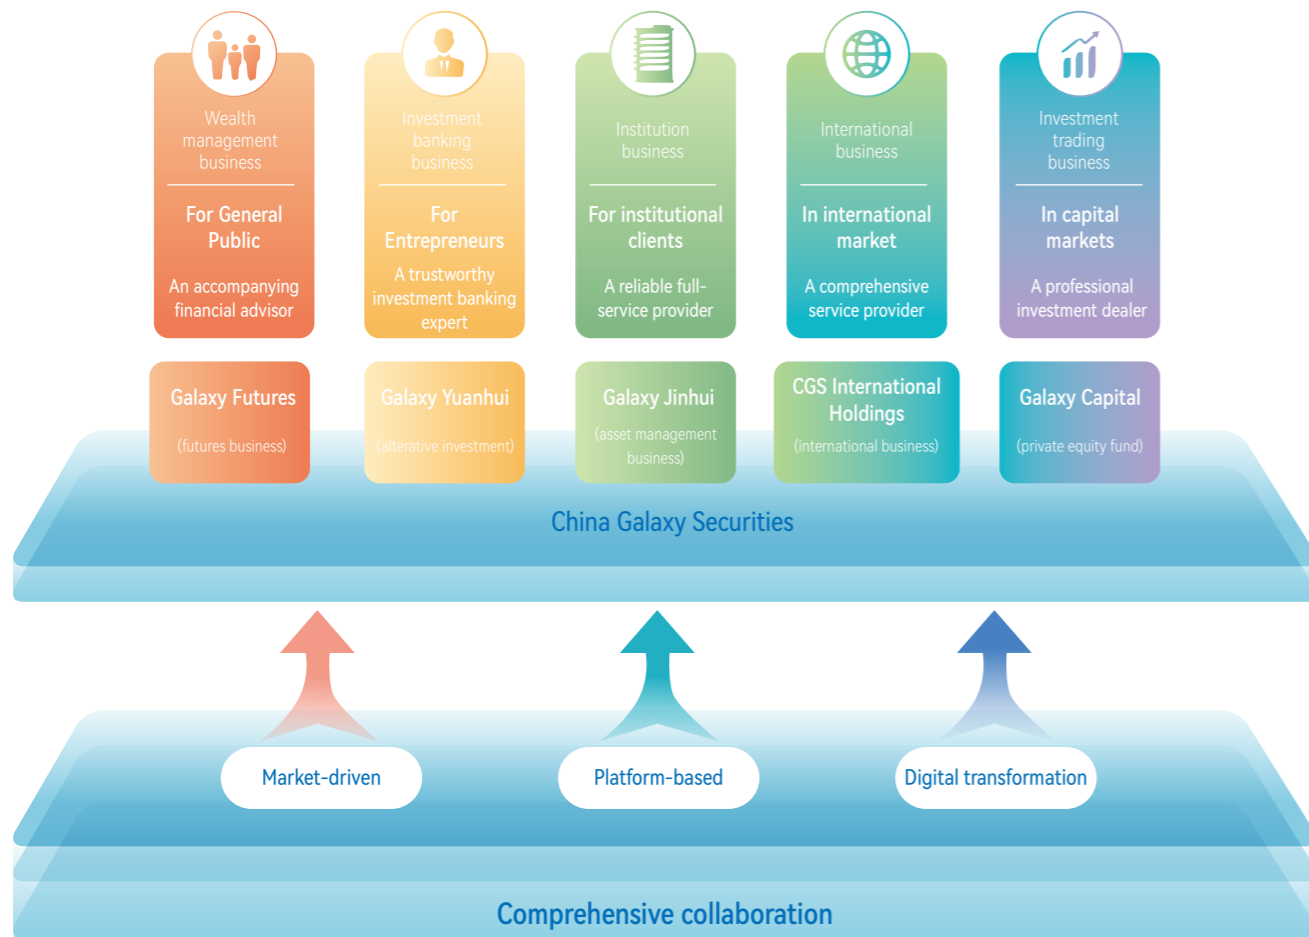 Wealth
management
business
For General
Public
An accompanying
financial advisor
Investment
banking
business
For
Entrepreneurs
A trustworthy
investment banking
expert
Institution
business
For institutional
clients
A reliable full-
service provider
International
business
In international
market
A comprehensive
service provider
Investment
trading
business
In capital
markets
A professional
investment dealer
Galaxy Futures
(futures business)
Galaxy Yuanhui
(alterative investment)
Galaxy Jinhui
(asset management
business)
CGS International
Holdings
(international business)
Galaxy Capital
(private equity fund)
China Galaxy Securities
Market-driven
Platform-based
Digital transformation
Comprehensive collaboration